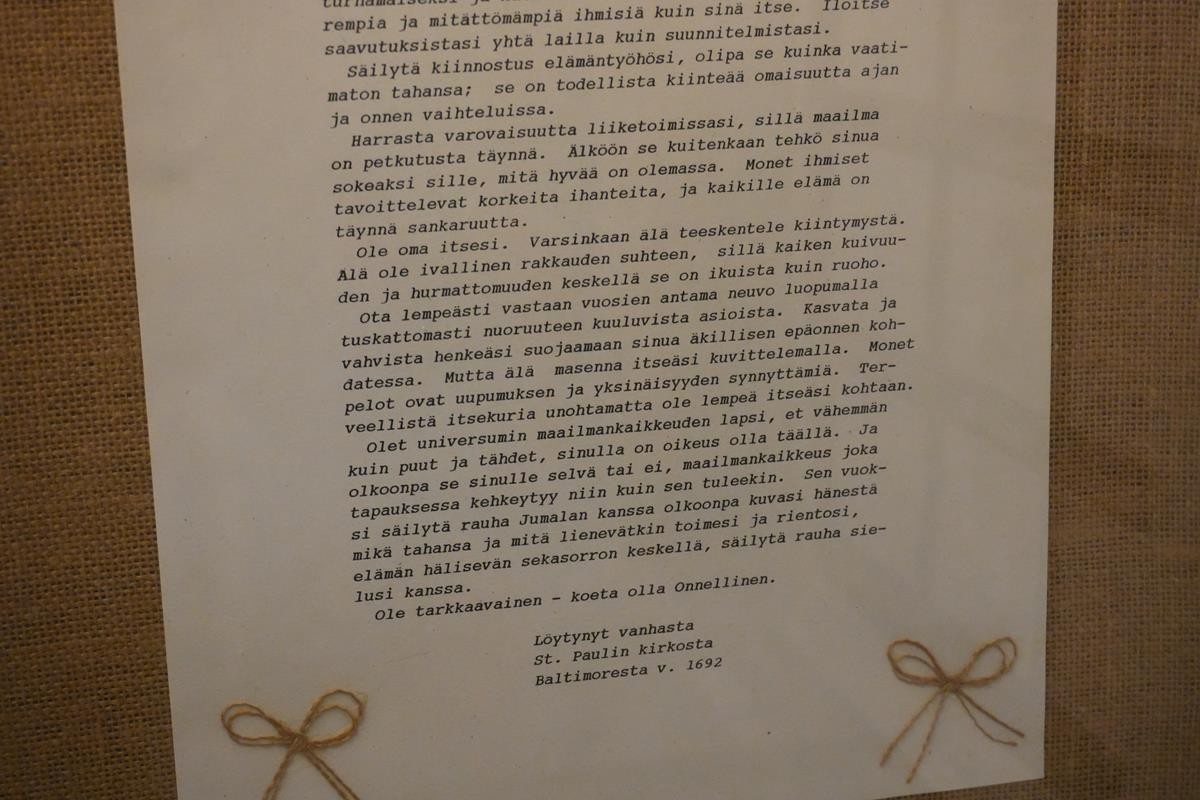 turhamaiseksi ja
rempia ja mitättömämpiä ihmisiä kuin sinä itse. Iloitse
saavutuksistasi yhtä lailla kuin suunnitelmistasi.
Säilytä kiinnostus elämäntyöhösi, olipa se kuinka vaati-
maton tahansa; se on todellista kiinteää omaisuutta ajan
ja onnen vaihteluissa.
Harrasta varovaisuutta liiketoimissasi, sillä maailma
on petkutusta täynnä. Älköön se kuitenkaan tehkö sinua
sokeaksi sille, mitä hyvää on olemassa. Monet ihmiset
tavoittelevat korkeita ihanteita, ja kaikille elämä on
täynnä sankaruutta.
Ole oma itsesi. Varsinkaan älä teeskentele kiintymystä.
Älä ole ivallinen rakkauden suhteen, sillä kaiken kuivuu-
den ja hurmattomuuden keskellä se on ikuista kuin ruoho.
Ota lempeästi vastaan vuosien antama neuvo luopumalla
tuskattomasti nuoruuteen kuuluvista asioista. Kasvata ja
vahvista henkeäsi suojaamaan sinua äkillisen epäonnen koh-
datessa. Mutta älä masenna itseäsi kuvittelemalla. Monet
pelot ovat uupumuksen ja yksinäisyyden synnyttämiä. Ter-
veellistä itsekuria unohtamatta ole lempeä itseäsi kohtaan.
Olet universumin maailmankaikkeuden lapsi, et vähemmän
kuin puut ja tähdet, sinulla on oikeus olla täällä. Ja
olkoonpa se sinulle selvä tai ei, maailmankaikkeus joka
tapauksessa kehkeytyy niin kuin sen tuleekin. Sen vuok-
si säilytä rauha Jumalan kanssa olkoonpa kuvasi hänestä
mikä tahansa ja mitä lienevätkin toimesi ja rientosi,
elämän hälisevän sekasorron keskellä, säilytä rauha sie-
lusi kanssa.
Ole tarkkaavainen - koeta olla Onnellinen.
Löytynyt vanhasta
St. Paulin kirkosta
Baltimoresta v. 1692